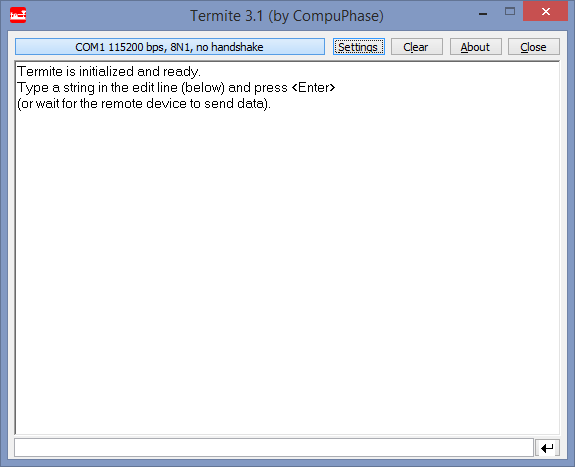 Termite 3.1 (by CompuPhase)
COM1 115200 bps, 8N1, no handshake
Settings
Clear
About
Close
Termite is initialized and ready.
Type a string in the edit line (below) and press <Enter>
(or wait for the remote device to send data).